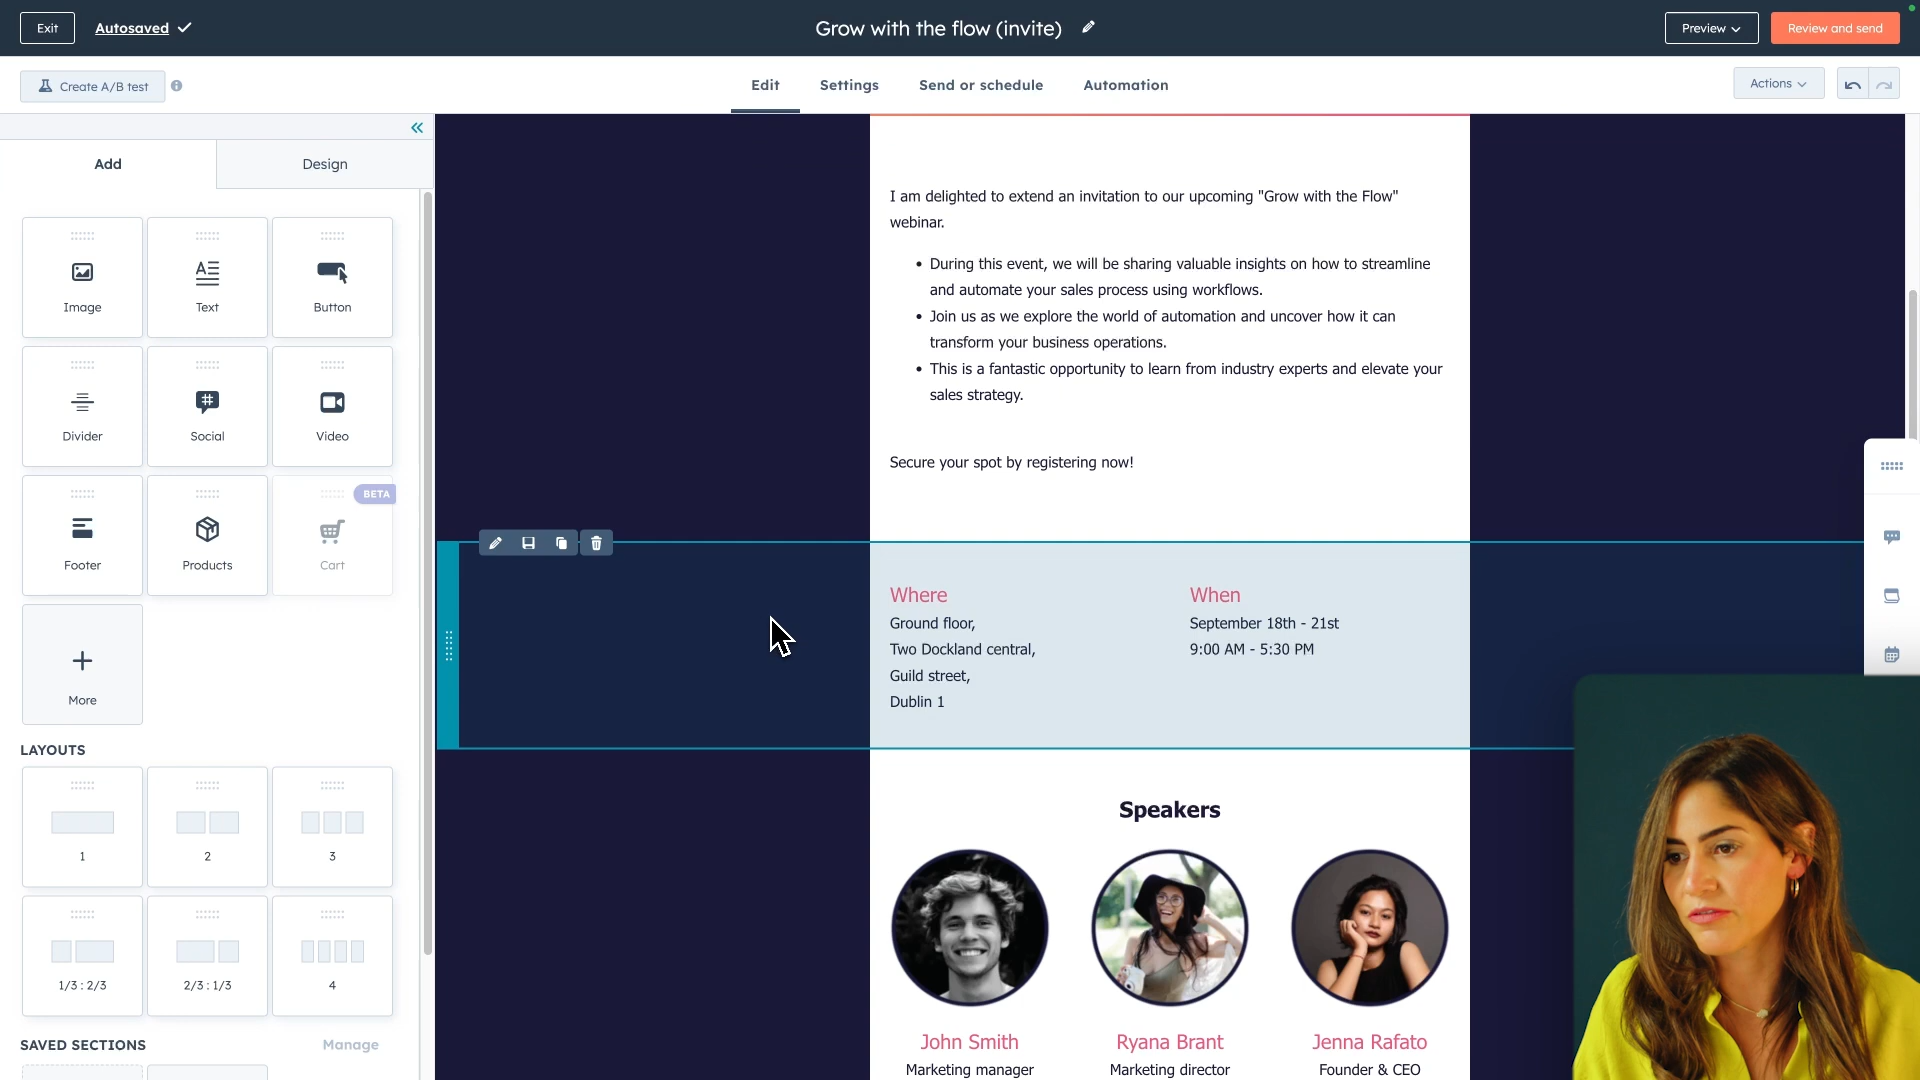 Exit
Autosaved
Grow with the flow (invite)
Preview
Review and send
Create A/B test
Edit
Settings
Send or schedule
Automation
Actions
Add
Design
Image
Text
Button
Divider
Social
Video
BETA
Footer
Products
Cart
More
LAYOUTS
1
2
3
1/3 : 2/3
2/3 : 1/3
4
SAVED SECTIONS
Manage
I am delighted to extend an invitation to our upcoming "Grow with the Flow"
webinar.
• During this event, we will be sharing valuable insights on how to streamline
and automate your sales process using workflows.
• Join us as we explore the world of automation and uncover how it can
transform your business operations.
• This is a fantastic opportunity to learn from industry experts and elevate your
sales strategy.
Secure your spot by registering now!
Where
Ground floor,
Two Dockland central,
Guild street,
Dublin 1
When
September 18th - 21st
9:00 AM - 5:30 PM
Speakers
John Smith
Marketing manager
Ryana Brant
Marketing director
Jenna Rafato
Founder & CEO